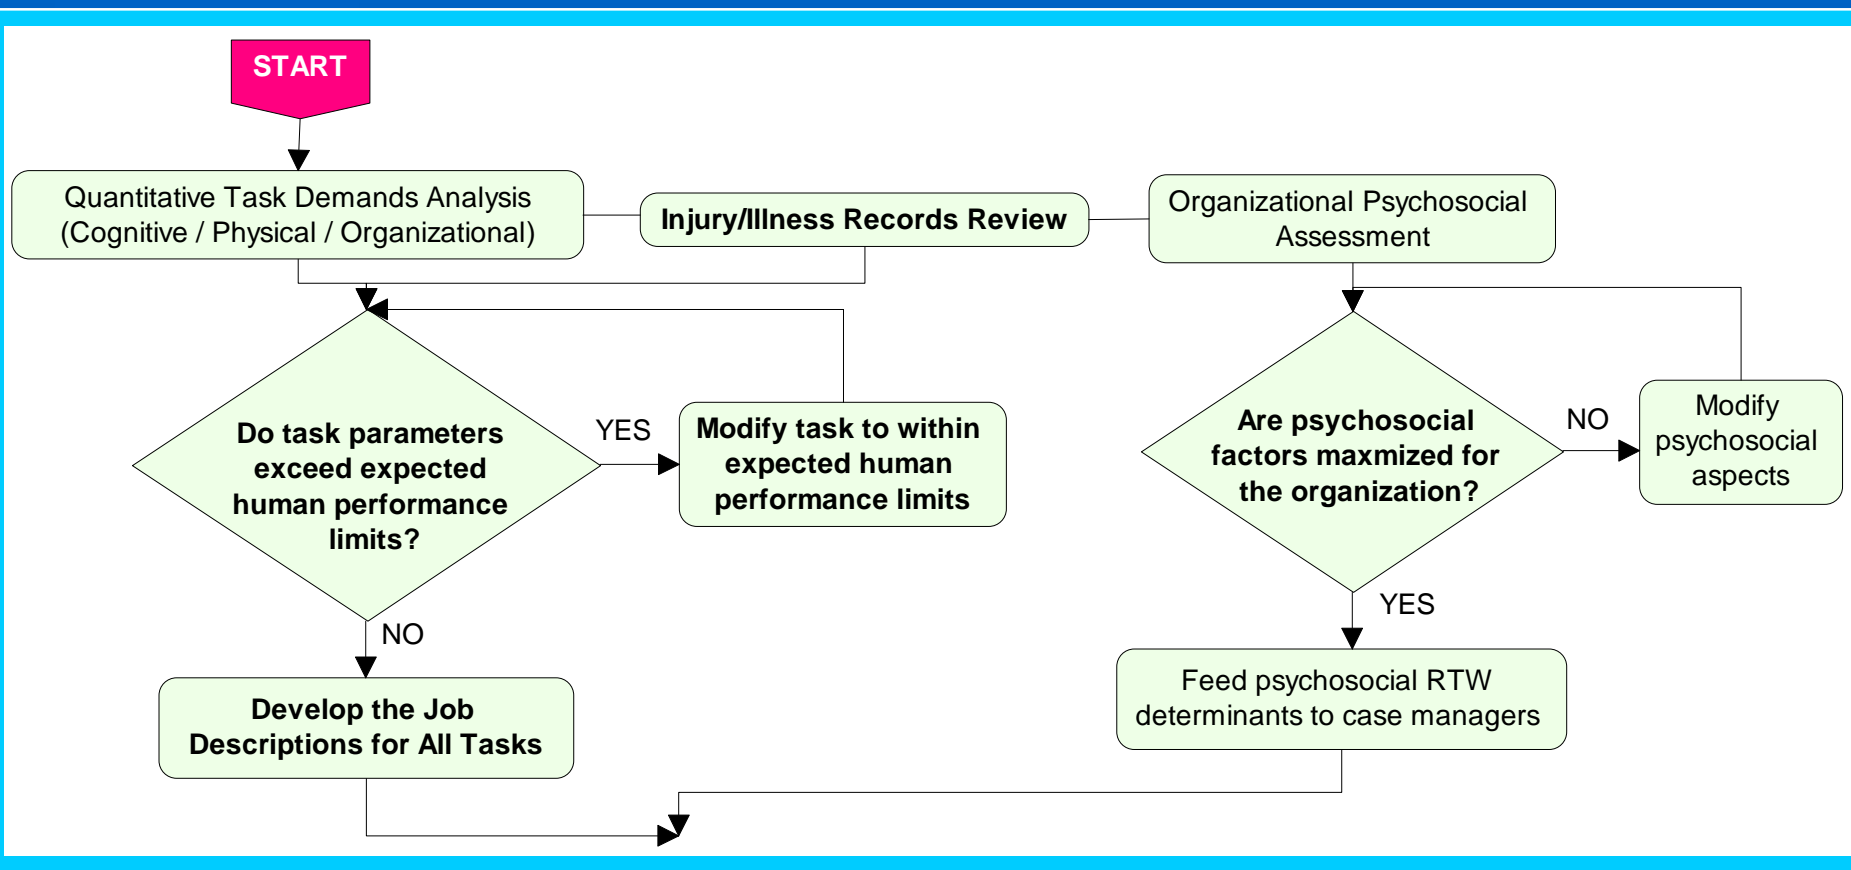 START
Quantitative Task Demands Analysis
(Cognitive / Physical / Organizational)
Injury/Illness Records Review
Organizational Psychosocial
Assessment
Do task parameters
exceed expected
human performance
limits?
YES
Modify task to within
expected human
performance limits
Are psychosocial
factors maxmized for
the organization?
NO
Modify
psychosocial
aspects
NO
YES
Develop the Job
Descriptions for All Tasks
Feed psychosocial RTW
determinants to case managers